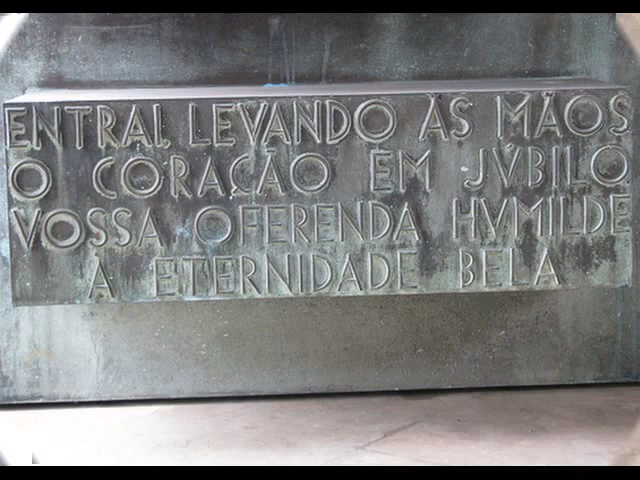 ENTRAI, LEVANDO ÀS MÃOS
O CORAÇÃO EM JVBILO
VOSSA OFERENDA HVMILDE
À ETERNIDADE BELA